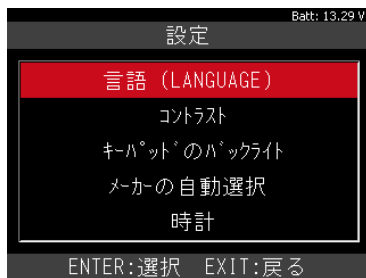 Batt: 13.29 V
設定
言語 (LANGUAGE)
コントラスト
キーパッドのバックライト
メーカーの自動選択
時計
ENTER:選択 EXIT:戻る